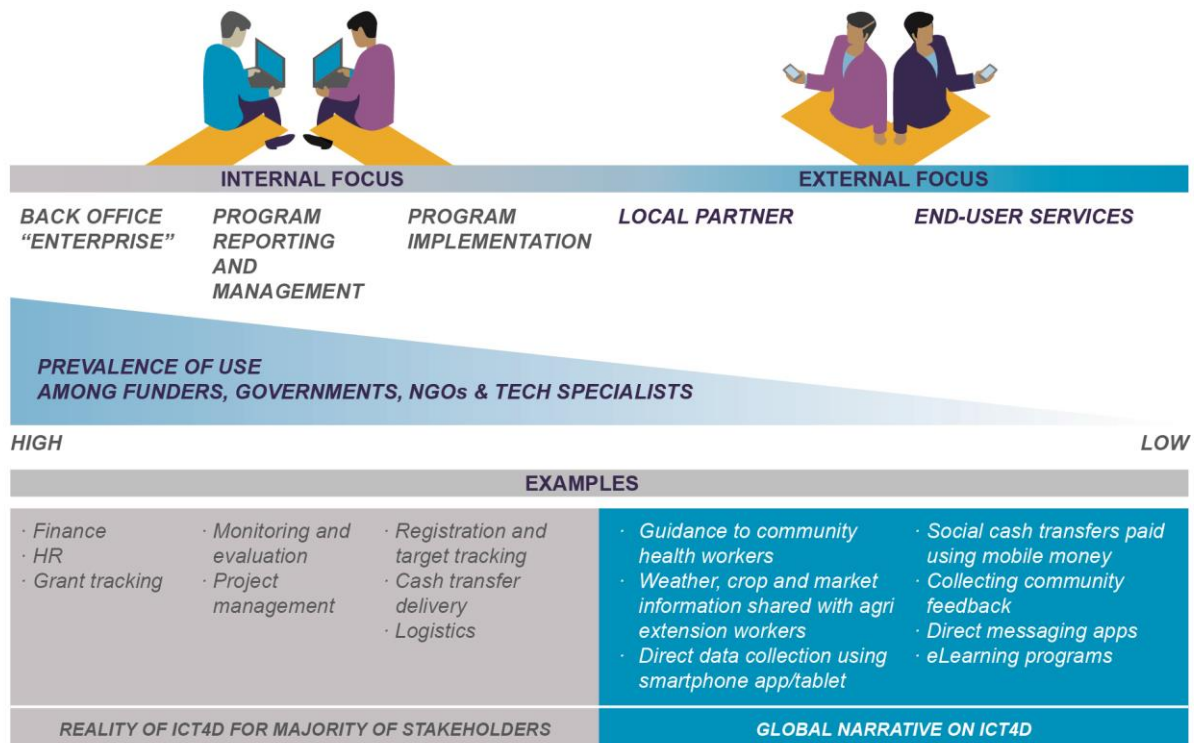 INTERNAL FOCUS
EXTERNAL FOCUS
BACK OFFICE
“ENTERPRISE”
PROGRAM
REPORTING
AND
MANAGEMENT
PROGRAM
IMPLEMENTATION
LOCAL PARTNER
END-USER SERVICES
PREVALENCE OF USE
AMONG FUNDERS, GOVERNMENTS, NGOs & TECH SPECIALISTS
HIGH
LOW
EXAMPLES
· Finance
· HR
· Grant tracking
· Monitoring and
evaluation
· Project
management
· Registration and
target tracking
· Cash transfer
delivery
· Logistics
· Guidance to community
health workers
· Weather, crop and market
information shared with agri
extension workers
· Direct data collection using
smartphone app/tablet
· Social cash transfers paid
using mobile money
· Collecting community
feedback
· Direct messaging apps
· eLearning programs
REALITY OF ICT4D FOR MAJORITY OF STAKEHOLDERS
GLOBAL NARRATIVE ON ICT4D